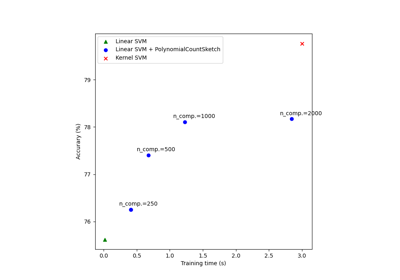 Linear SVM
Linear SVM + PolynomialCountSketch
Kernel SVM
79
78
77
76
Accurary (%)
n_comp.=2000
n_comp.=1000
n_comp.=500
n_comp.=250
0.0 0.5 1.0 1.5 2.0 2.5 3.0
Training time (s)